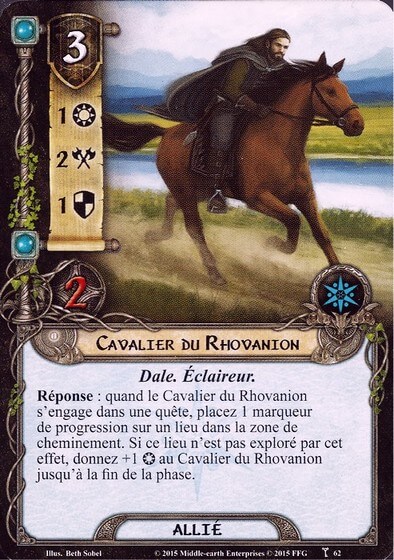 3
1
2
1
2
Cavalier du Rhovanion
Dale. Éclaireur.
Réponse : quand le Cavalier du Rhovanion
s'engage dans une quête, placez 1 marqueur
de progression sur un lieu dans la zone de
cheminement. Si ce lieu n'est pas exploré par cet
effet, donnez +1 au Cavalier du Rhovanion
jusqu'à la fin de la phase.
ALLIÉ
Illus. Beth Sobel © 2015 Middle-earth Enterprises © 2015 FFG 62